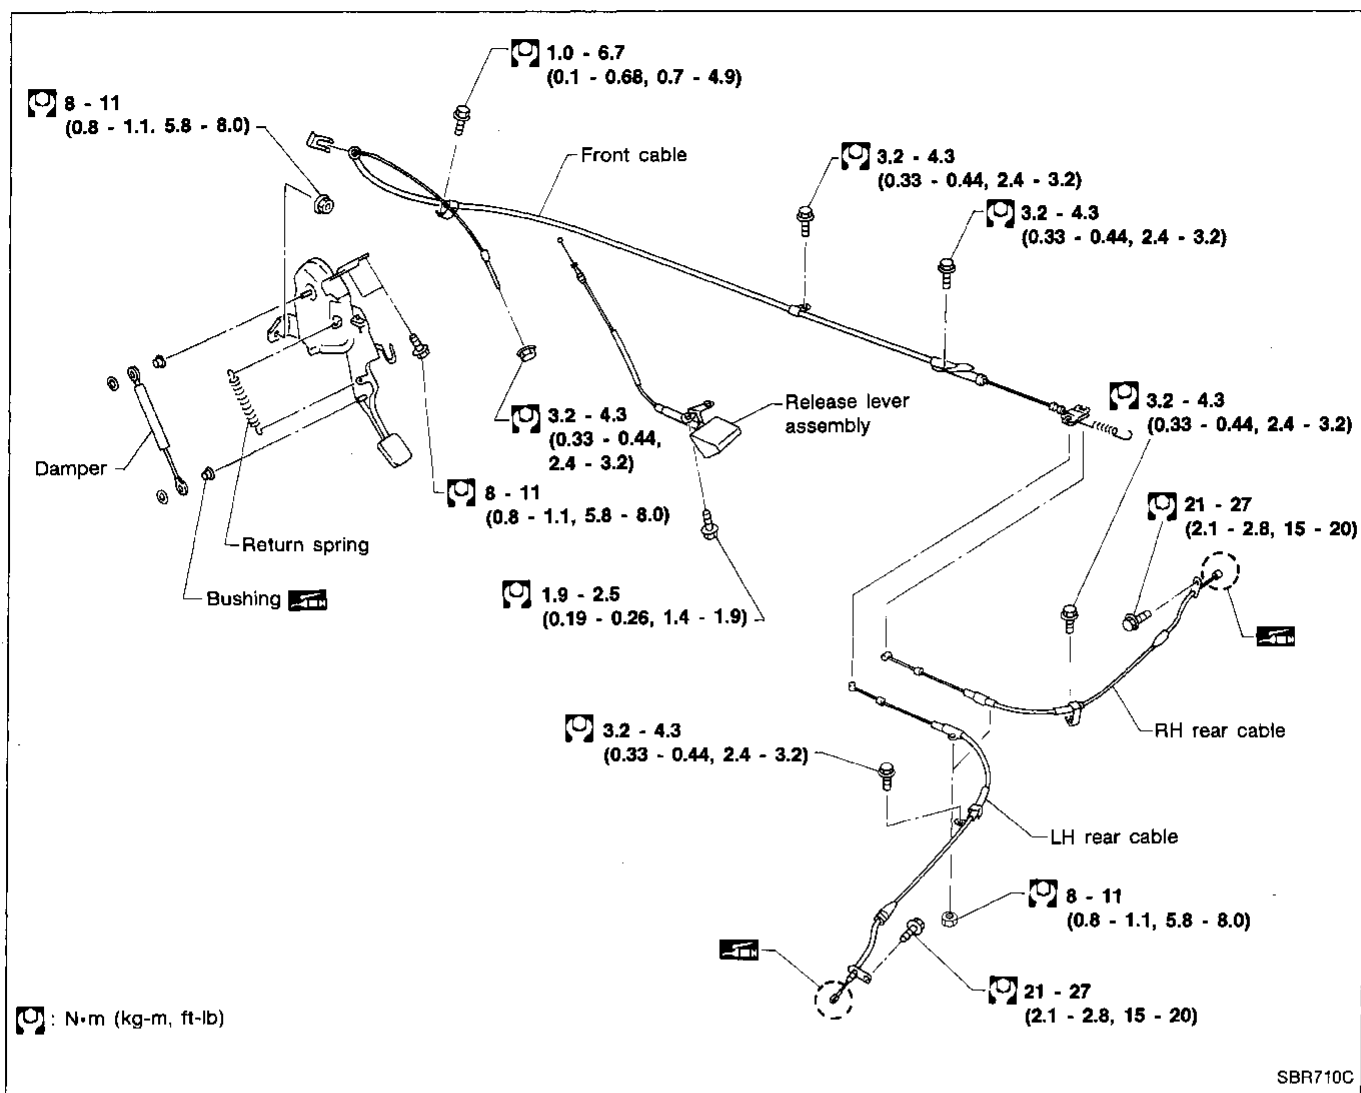 1.0 - 6.7
(0.1 - 0.68, 0.7 - 4.9)
8 - 11
(0.8 - 1.1. 5.8 - 8.0)
Front cable
3.2 - 4.3
(0.33 - 0.44, 2.4 - 3.2)
3.2 - 4.3
(0.33 - 0.44, 2.4 - 3.2)
3.2 - 4.3
(0.33 - 0.44, 2.4 - 3.2)
Release lever
assembly
3.2 - 4.3
(0.33 - 0.44,
2.4 - 3.2)
Damper
8 - 11
(0.8 - 1.1, 5.8 - 8.0)
21 - 27
(2.1 - 2.8, 15 - 20)
Return spring
Bushing
1.9 - 2.5
(0.19 - 0.26, 1.4 - 1.9)
3.2 - 4.3
(0.33 - 0.44, 2.4 - 3.2)
RH rear cable
LH rear cable
8 - 11
(0.8 - 1.1, 5.8 - 8.0)
21 - 27
(2.1 - 2.8, 15 - 20)
: N•m (kg-m, ft-lb)
SBR710C